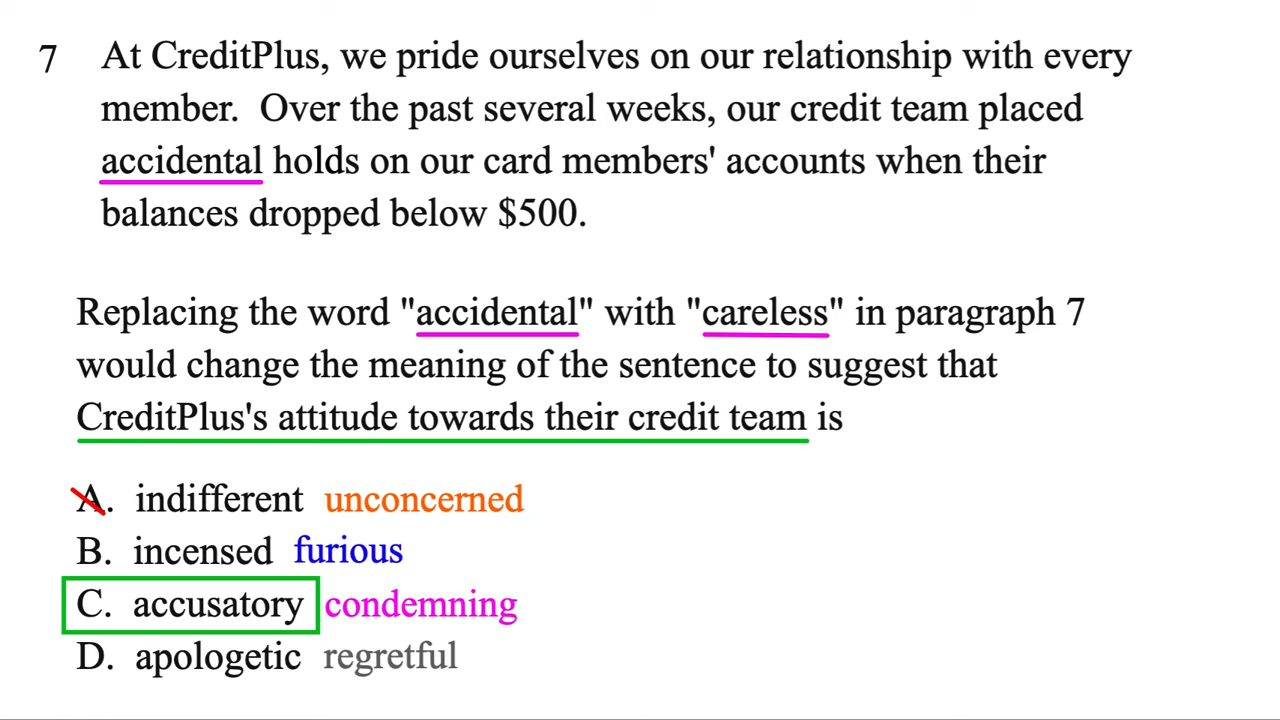 7 At CreditPlus, we pride ourselves on our relationship with every
member. Over the past several weeks, our credit team placed
accidental holds on our card members' accounts when their
balances dropped below $500.
Replacing the word "accidental" with "careless" in paragraph 7
would change the meaning of the sentence to suggest that
CreditPlus's attitude towards their credit team is
A. indifferent unconcerned
B. incensed furious
C. accusatory condemning
D. apologetic regretful